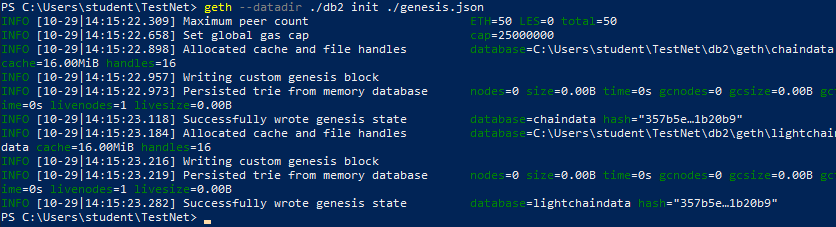 PS C:\Users\student\TestNet> geth --datadir ./db2 init ./genesis.json
INFO [10-29|14:15:22.309] Maximum peer count ETH=50 LES=0 total=50
INFO [10-29|14:15:22.658] Set global gas cap cap=25000000
INFO [10-29|14:15:22.898] Allocated cache and file handles database=C:\Users\student\TestNet\db2\geth\chaindata
cache=16.00MiB handles=16
INFO [10-29|14:15:22.957] Writing custom genesis block
INFO [10-29|14:15:22.973] Persisted trie from memory database nodes=0 size=0.00B time=0s gcnodes=0 gcsize=0.00B gct
ime=0s livenodes=1 livesize=0.00B
INFO [10-29|14:15:23.118] Successfully wrote genesis state database=chaindata hash="357b5e…1b20b9"
INFO [10-29|14:15:23.184] Allocated cache and file handles database=C:\Users\student\TestNet\db2\geth\lightchain
data cache=16.00MiB handles=16
INFO [10-29|14:15:23.216] Writing custom genesis block
INFO [10-29|14:15:23.219] Persisted trie from memory database nodes=0 size=0.00B time=0s gcnodes=0 gcsize=0.00B gct
ime=0s livenodes=1 livesize=0.00B
INFO [10-29|14:15:23.282] Successfully wrote genesis state database=lightchaindata hash="357b5e…1b20b9"
PS C:\Users\student\TestNet>